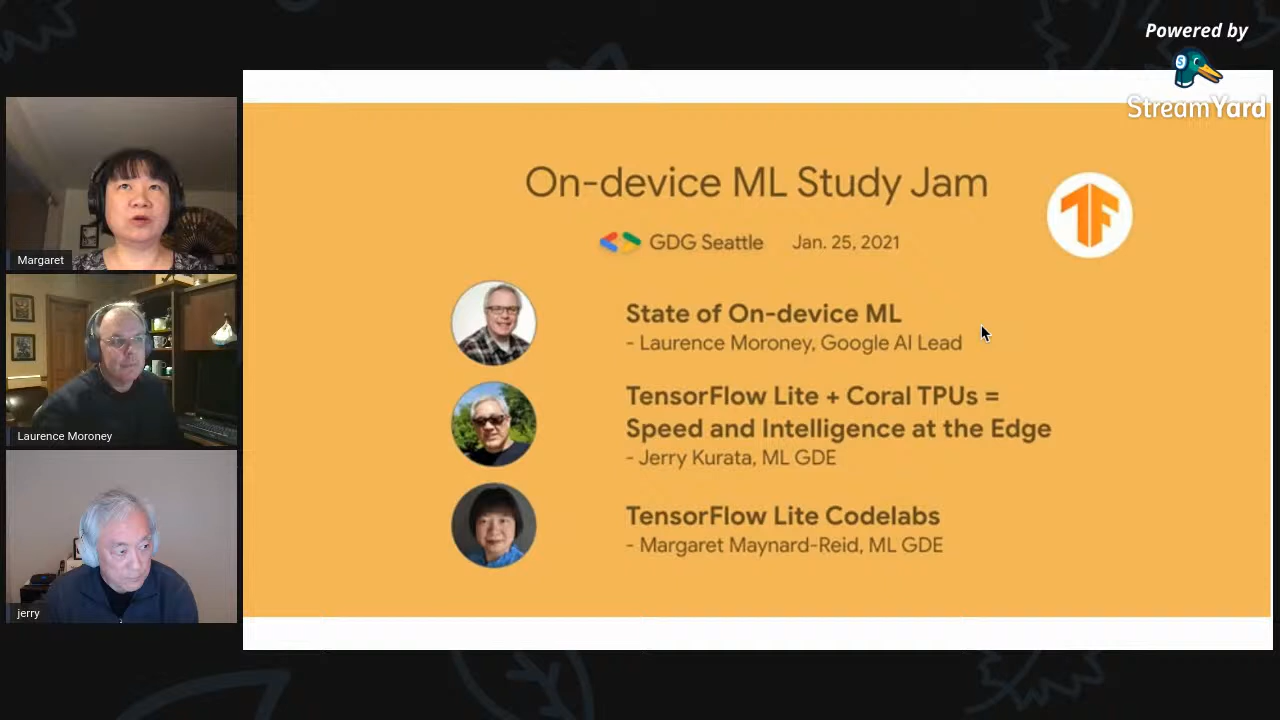 Powered by
StreamYard
Margaret
Laurence Moroney
jerry
On-device ML Study Jam
GDG Seattle Jan. 25, 2021
State of On-device ML
- Laurence Moroney, Google AI Lead
TensorFlow Lite + Coral TPUs =
Speed and Intelligence at the Edge
- Jerry Kurata, ML GDE
TensorFlow Lite Codelabs
- Margaret Maynard-Reid, ML GDE